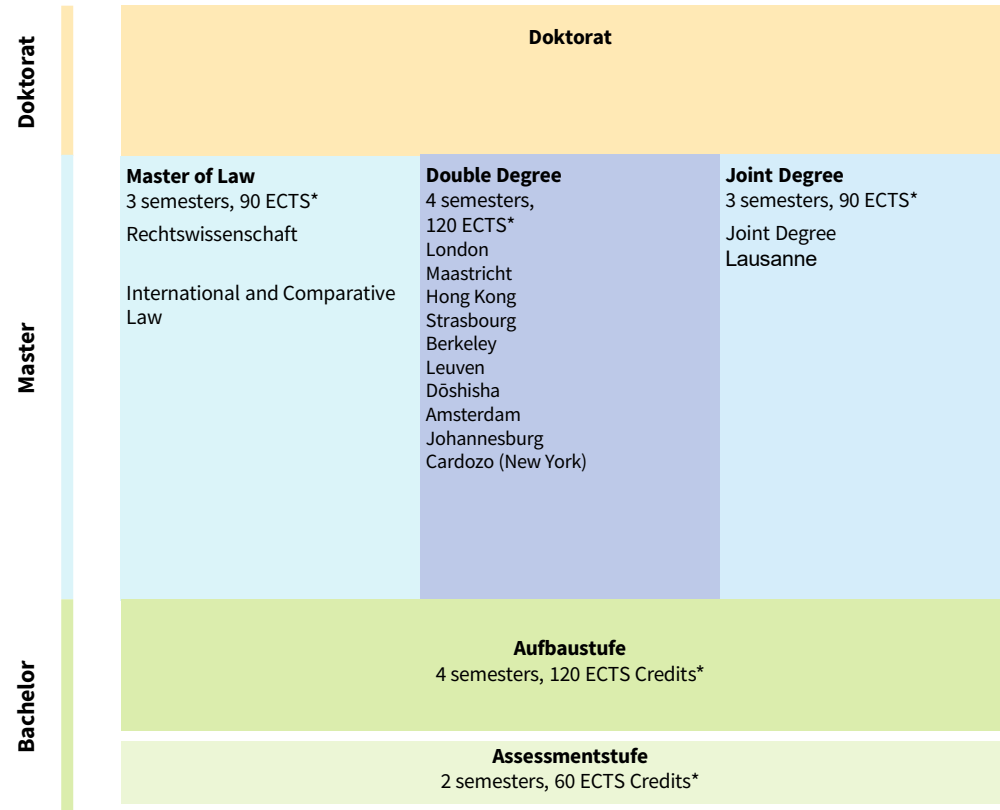 Doktorat
Doktorat
Master
Master of Law
3 semesters, 90 ECTS*
Rechtswissenschaft
International and Comparative
Law
Double Degree
4 semesters,
120 ECTS*
London
Maastricht
Hong Kong
Strasbourg
Berkeley
Leuven
Dōshisha
Amsterdam
Johannesburg
Cardozo (New York)
Joint Degree
3 semesters, 90 ECTS*
Joint Degree
Lausanne
Bachelor
Aufbaustufe
4 semesters, 120 ECTS Credits*
Assessmentstufe
2 semesters, 60 ECTS Credits*